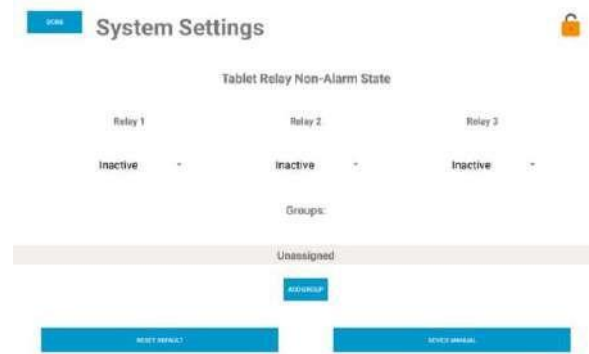 DONE
System Settings
Tablet Relay Non-Alarm State
Relay 1 Relay 2 Relay 3
Inactive Inactive Inactive
Groups:
Unassigned
ADD GROUP
RESET DEFAULT DEVICE MANUAL